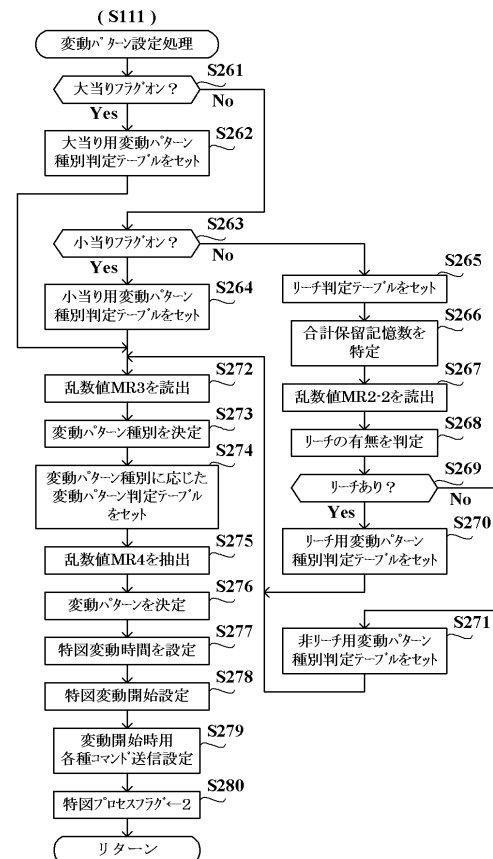 ( S111 )
変動パターン設定処理
S261
大当りフラグオン?
Yes
No
S262
大当り用変動パターン
種別判定テーブルをセット
S263
小当りフラグオン?
Yes
No
S264
小当り用変動パターン
種別判定テーブルをセット
S265
リーチ判定テーブルをセット
S266
合計保留記憶数を
特定
S267
乱数値MR2-2を読出
S268
リーチの有無を判定
S269
リーチあり?
Yes
No
S270
リーチ用変動パターン
種別判定テーブルをセット
S271
非リーチ用変動パターン
種別判定テーブルをセット
S272
乱数値MR3を読出
S273
変動パターン種別を決定
S274
変動パターン種別に応じた
変動パターン判定テーブル
をセット
S275
乱数値MR4を抽出
S276
変動パターンを決定
S277
特図変動時間を設定
S278
特図変動開始設定
S279
変動開始時用
各種コマンド送信設定
S280
特図プロセスフラグ←2
リターン